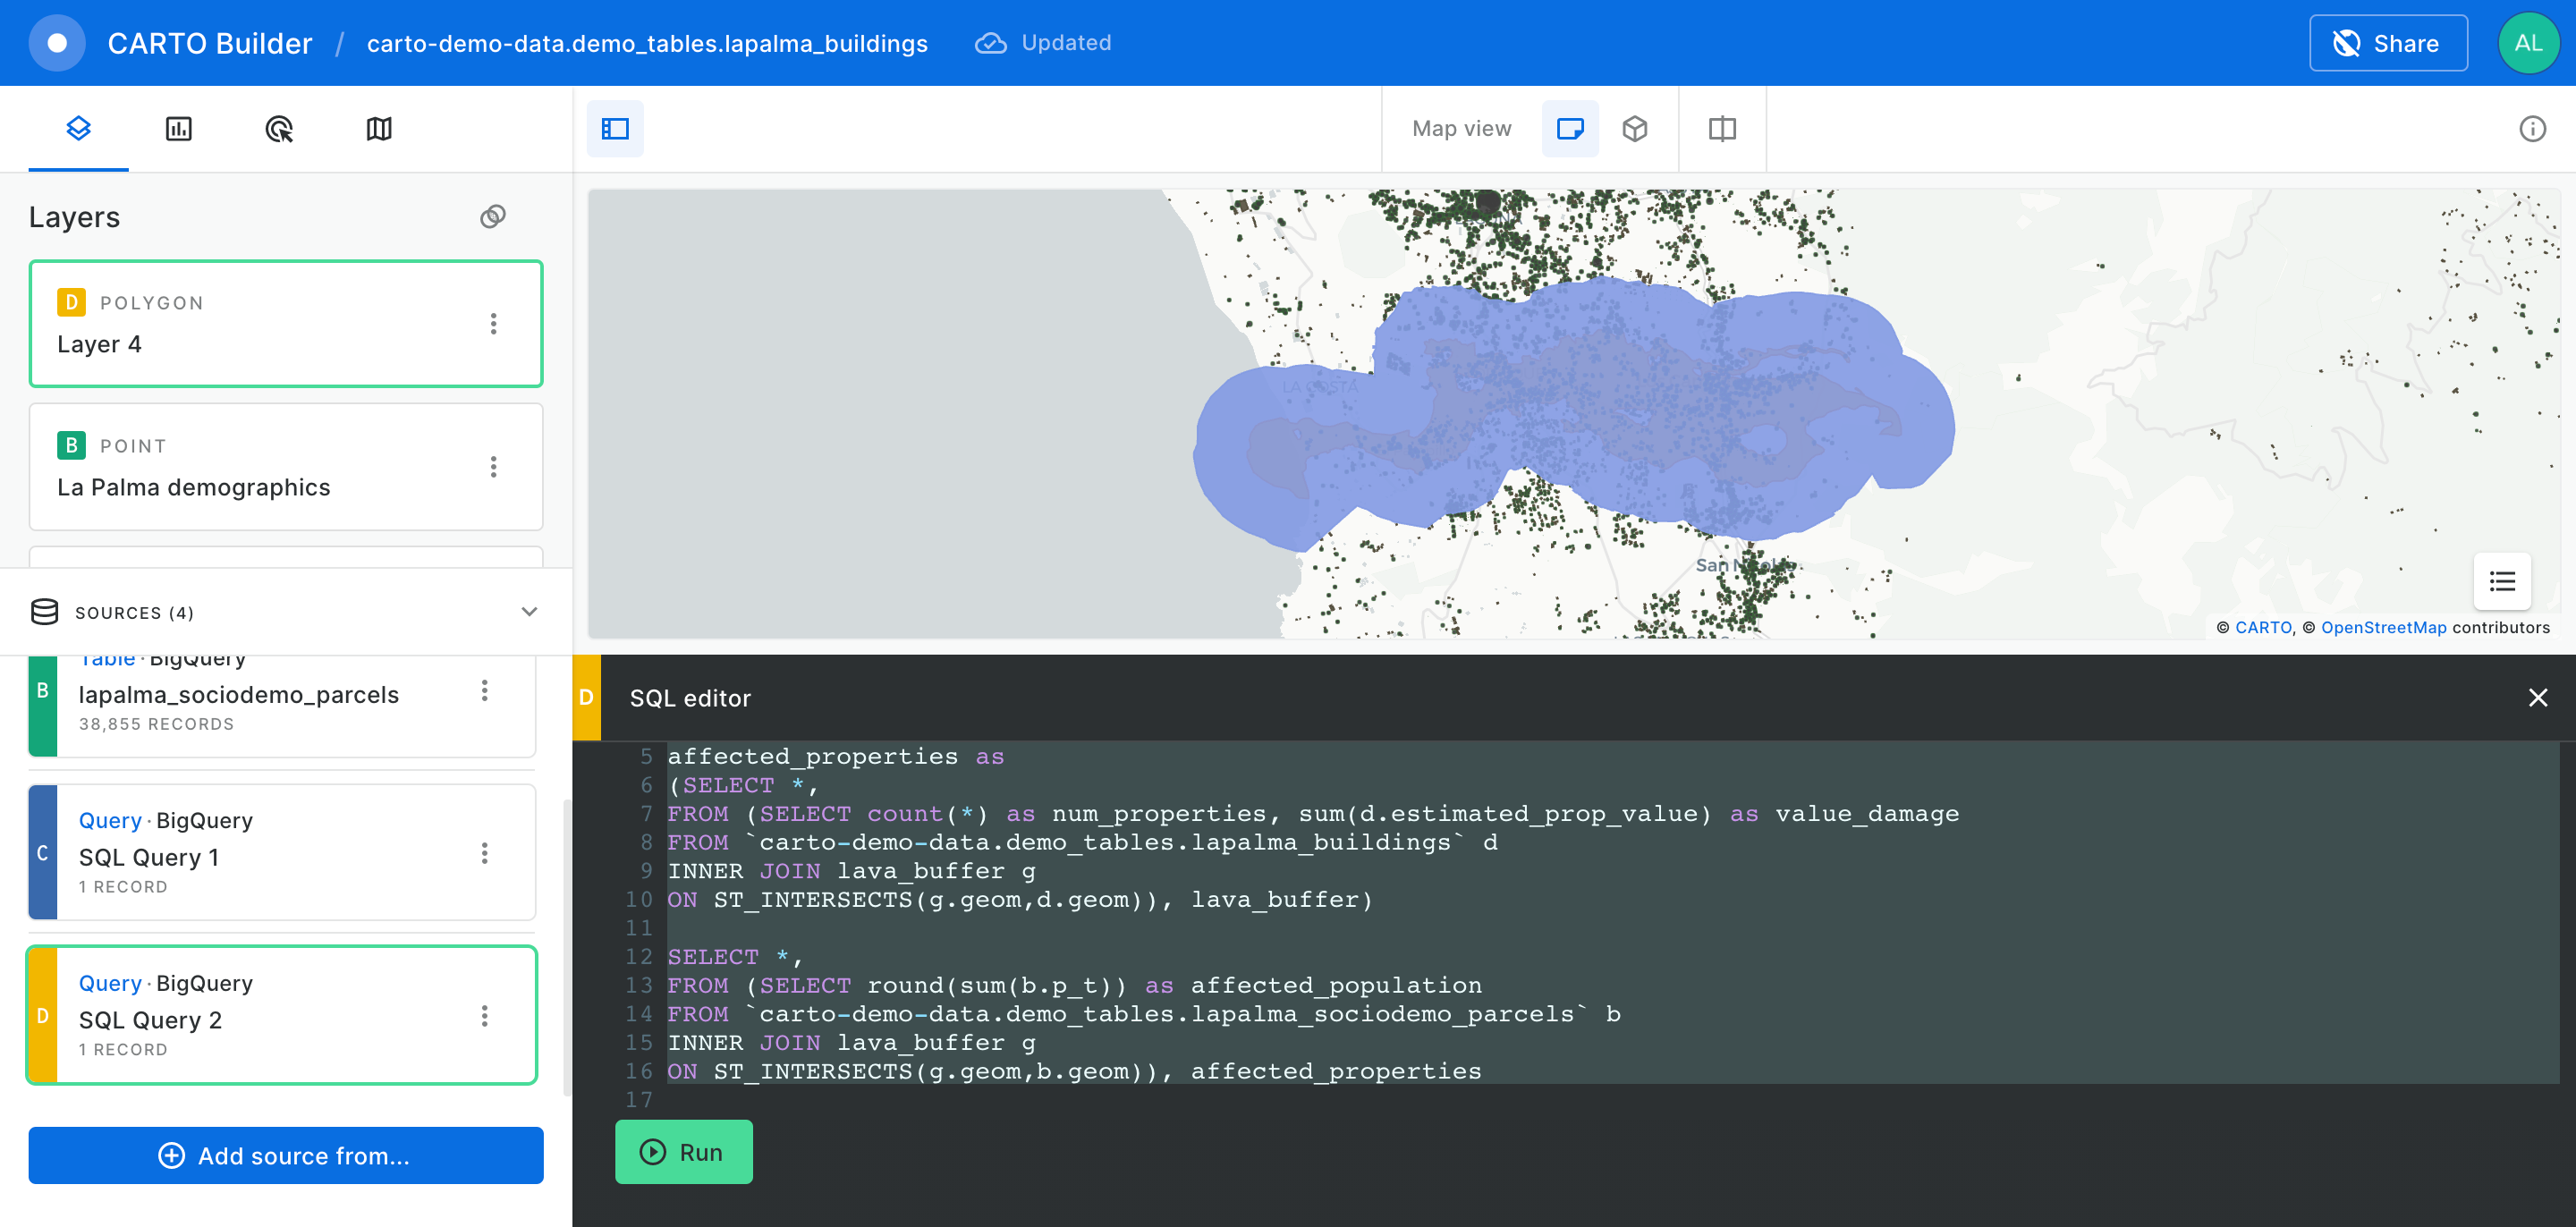 CARTO Builder / carto-demo-data.demo_tables.lapalma_buildings Updated
Share
AL
Map view
Layers
D POLYGON
Layer 4
B POINT
La Palma demographics
SOURCES (4)
B
Table · BigQuery
lapalma_sociodemo_parcels
38,855 RECORDS
C
Query · BigQuery
SQL Query 1
1 RECORD
D
Query · BigQuery
SQL Query 2
1 RECORD
Add source from...
LA COSTA
© CARTO, © OpenStreetMap contributors
D SQL editor
5 affected_properties as
6 (SELECT *,
7 FROM (SELECT count(*) as num_properties, sum(d.estimated_prop_value) as value_damage
8 FROM `carto-demo-data.demo_tables.lapalma_buildings` d
9 INNER JOIN lava_buffer g
10 ON ST_INTERSECTS(g.geom,d.geom)), lava_buffer)
11
12 SELECT *,
13 FROM (SELECT round(sum(b.p_t)) as affected_population
14 FROM `carto-demo-data.demo_tables.lapalma_sociodemo_parcels` b
15 INNER JOIN lava_buffer g
16 ON ST_INTERSECTS(g.geom,b.geom)), affected_properties
17
Run